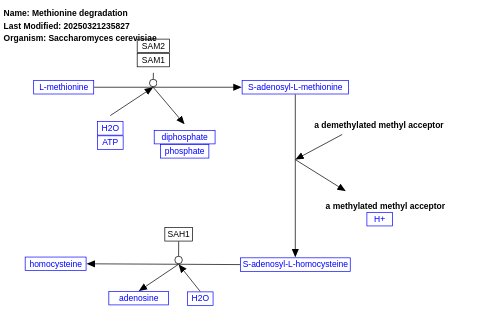 Name: Methionine degradation
Last Modified: 20250321235827
Organism: Saccharomyces cerevisiae
SAM2
SAM1
L-methionine
S-adenosyl-L-methionine
H2O
ATP
diphosphate
phosphate
a demethylated methyl acceptor
a methylated methyl acceptor
H+
SAH1
homocysteine
S-adenosyl-L-homocysteine
adenosine
H2O